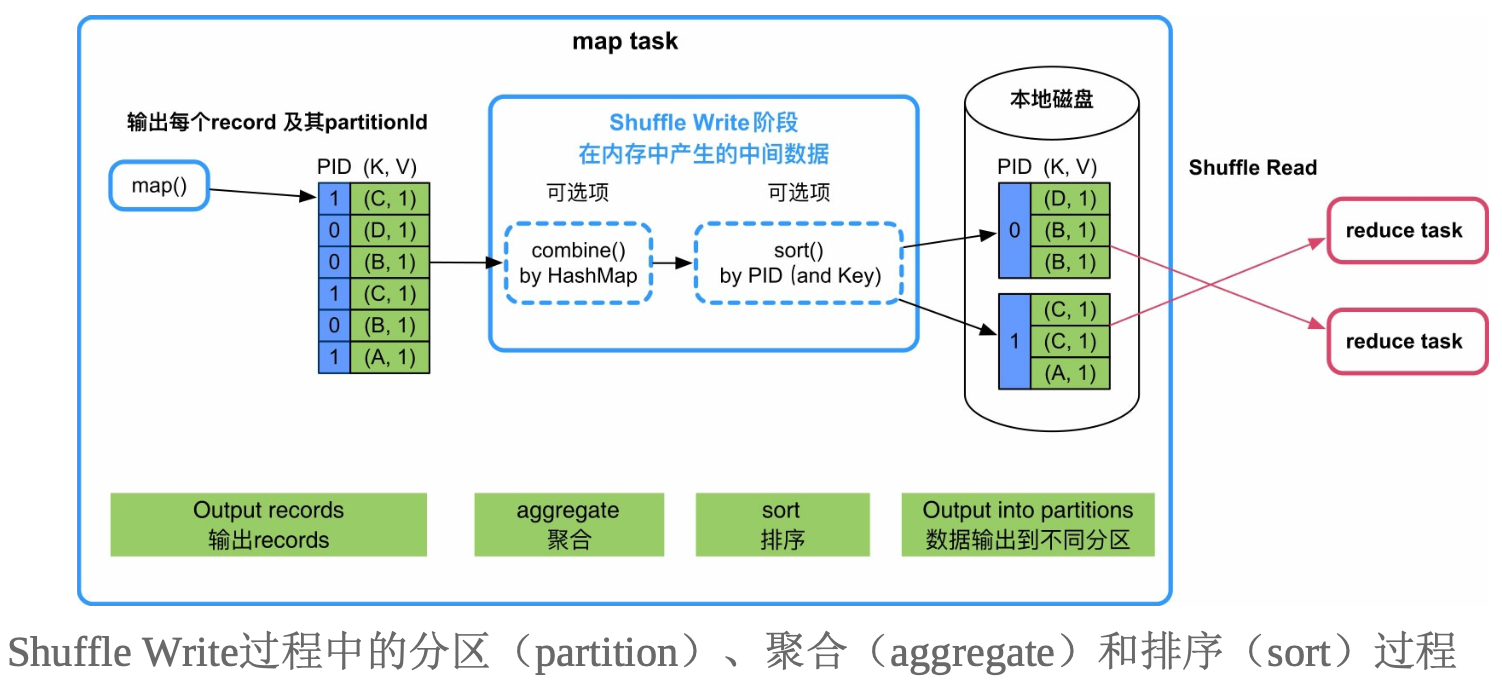 map task
输出每个record 及其partitionId
map()
PID (K, V)
1 (C, 1)
0 (D, 1)
0 (B, 1)
1 (C, 1)
0 (B, 1)
1 (A, 1)
Shuffle Write阶段
在内存中产生的中间数据
可选项
combine()
by HashMap
可选项
sort()
by PID (and Key)
本地磁盘
PID (K, V)
0
(D, 1)
(B, 1)
(B, 1)
1
(C, 1)
(C, 1)
(A, 1)
Shuffle Read
reduce task
reduce task
Output records
输出records
aggregate
聚合
sort
排序
Output into partitions
数据输出到不同分区
Shuffle Write过程中的分区（partition）、聚合（aggregate）和排序（sort）过程